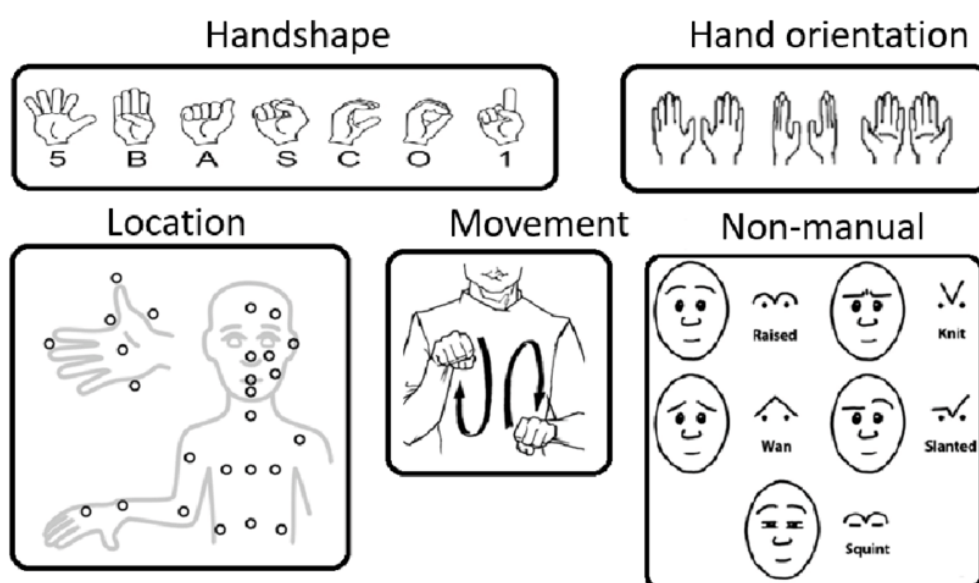 Handshape
Hand orientation
5 B A S C O 1
Location
Movement
Non-manual
Raised
Knit
Wan
Slanted
Squint